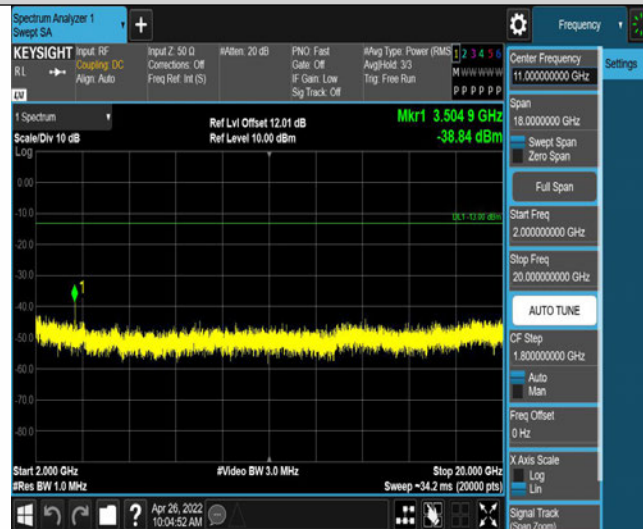 Spectrum Analyzer 1
Swept SA
Frequency
KEYSIGHT
RL
Input: RF
Coupling: DC
Align: Auto
Input Z: 50 Ω
Corrections: Off
Freq Ref: Int (S)
#Atten: 20 dB
PNO: Fast
Gate: Off
IF Gain: Low
Sig Track: Off
#Avg Type: Power (RMS
Avg|Hold: 3/3
Trig: Free Run
1 2 3 4 5 6
M W W W W W
P P P P P P
1 Spectrum
Scale/Div 10 dB
Ref Lvl Offset 12.01 dB
Ref Level 10.00 dBm
Mkr1 3.504 9 GHz
-38.84 dBm
Log
0.00
-10.0
-20.0
-30.0
-40.0
-50.0
-60.0
-70.0
-80.0
DL1 -13.00 dBm
1
Start 2.000 GHz
#Res BW 1.0 MHz
#Video BW 3.0 MHz
Stop 20.000 GHz
Sweep ~34.2 ms (20000 pts)
Apr 26, 2022
10:04:52 AM
Center Frequency
11.000000000 GHz
Settings
Span
18.0000000 GHz
Swept Span
Zero Span
Full Span
Start Freq
2.000000000 GHz
Stop Freq
20.000000000 GHz
AUTO TUNE
CF Step
1.800000000 GHz
Auto
Man
Freq Offset
0 Hz
X Axis Scale
Log
Lin
Signal Track
(Span Zoom)